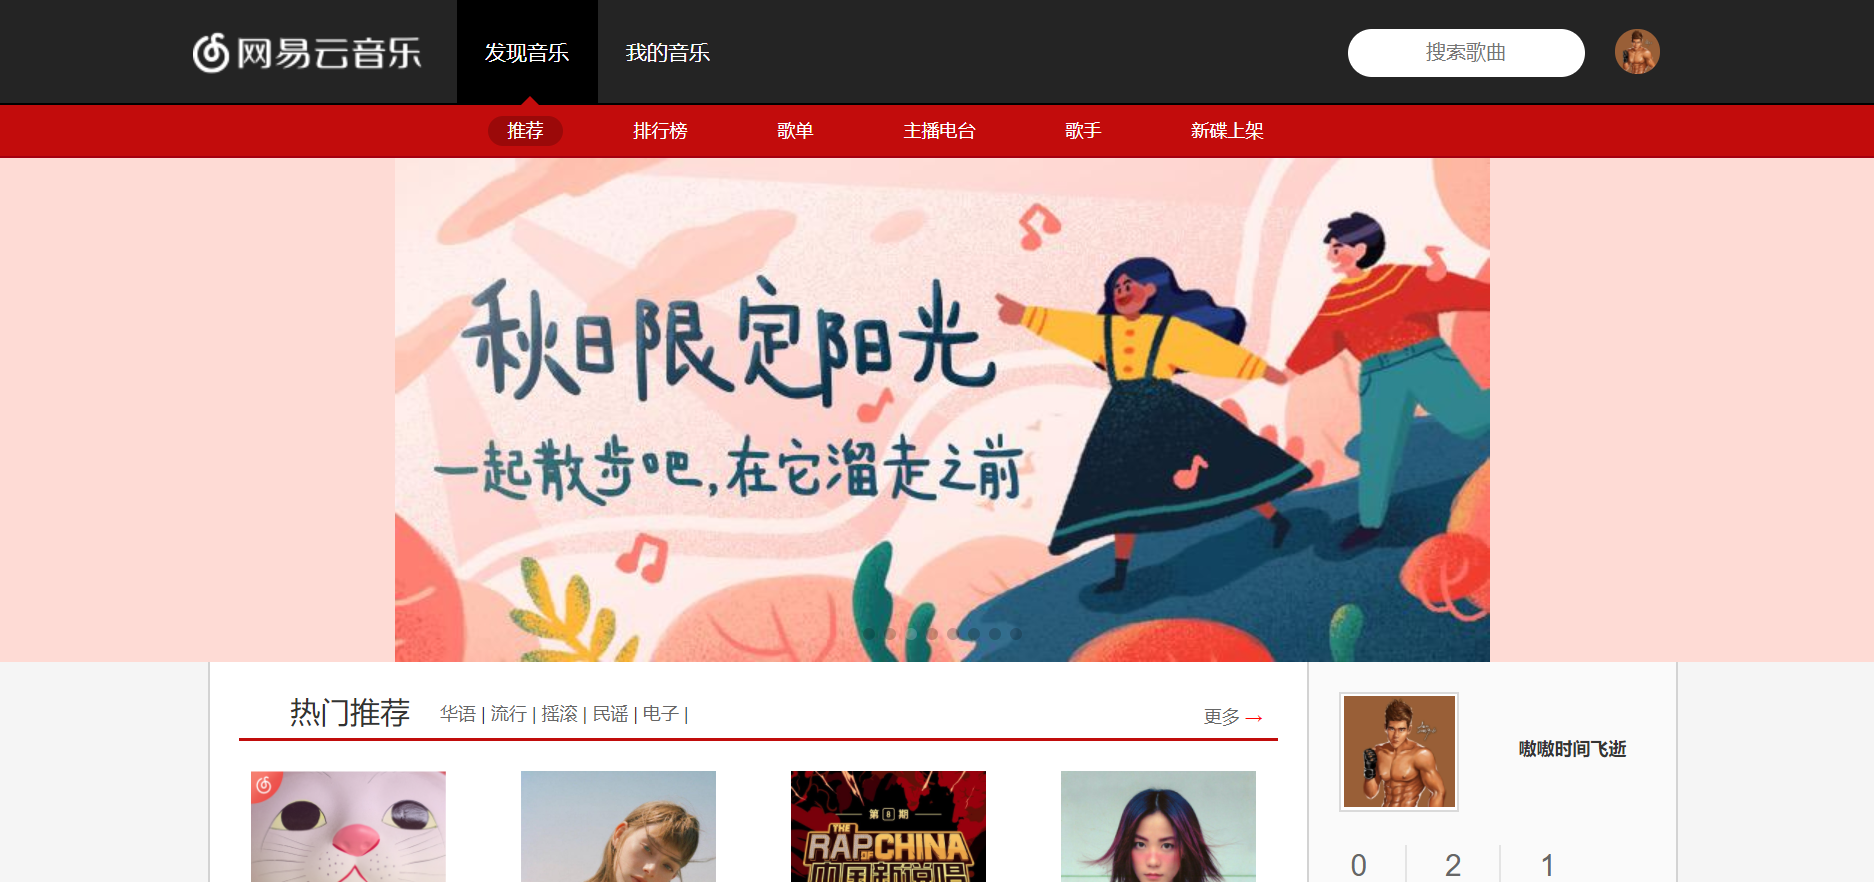 网易云音乐 发现音乐 我的音乐 搜索歌曲
推荐 排行榜 歌单 主播电台 歌手 新碟上架
秋日限定阳光
一起散步吧,在它溜走之前
热门推荐 华语 | 流行 | 摇滚 | 民谣 | 电子 | 更多 →
嗷嗷时间飞逝
第8期
THE RAP OF CHINA
中国新说唱
0 2 1